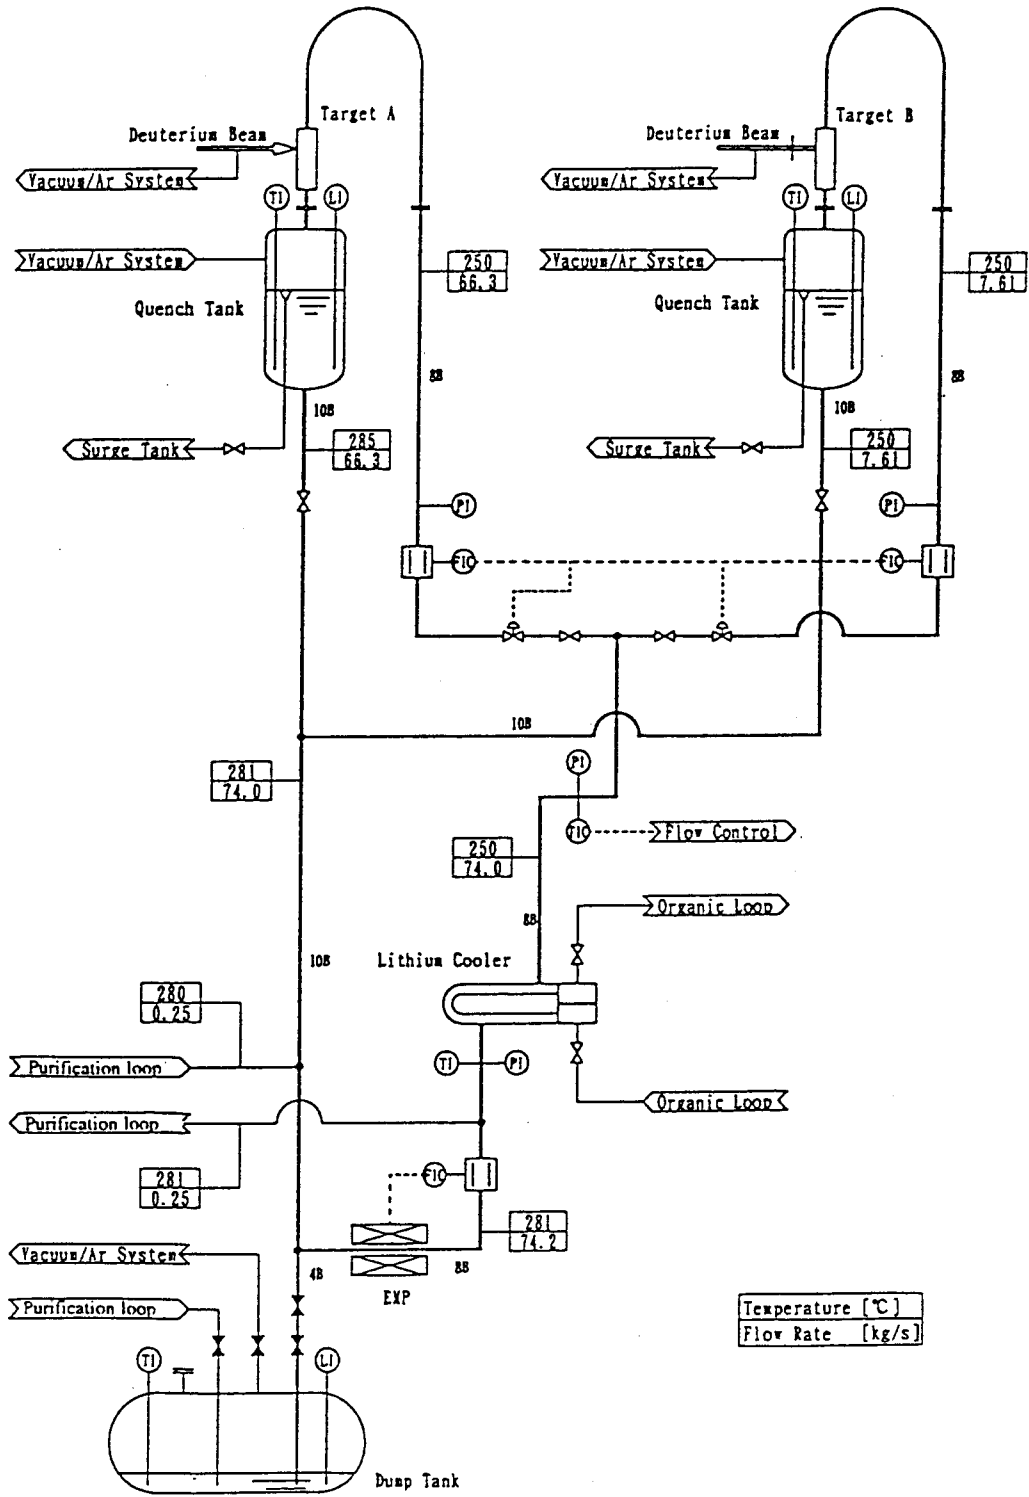 Target A
Target B
Deuterium Beam
Deuterium Beam
Vacuum/Ar System
Vacuum/Ar System
TI
LI
TI
LI
Vacuum/Ar System
Vacuum/Ar System
250
66.3
250
7.61
Quench Tank
Quench Tank
8B
8B
10B
10B
Surge Tank
285
66.3
Surge Tank
250
7.61
PI
PI
FIC
FIC
10B
PI
281
74.0
TIC
Flow Control
250
74.0
Organic Loop
8B
10B
Lithium Cooler
280
0.25
Purification loop
TI
PI
Organic Loop
Purification loop
281
0.25
FIC
281
74.2
Vacuum/Ar System
4B
8B
EMP
Purification loop
Temperature [℃]
Flow Rate [kg/s]
TI
LI
Dump Tank